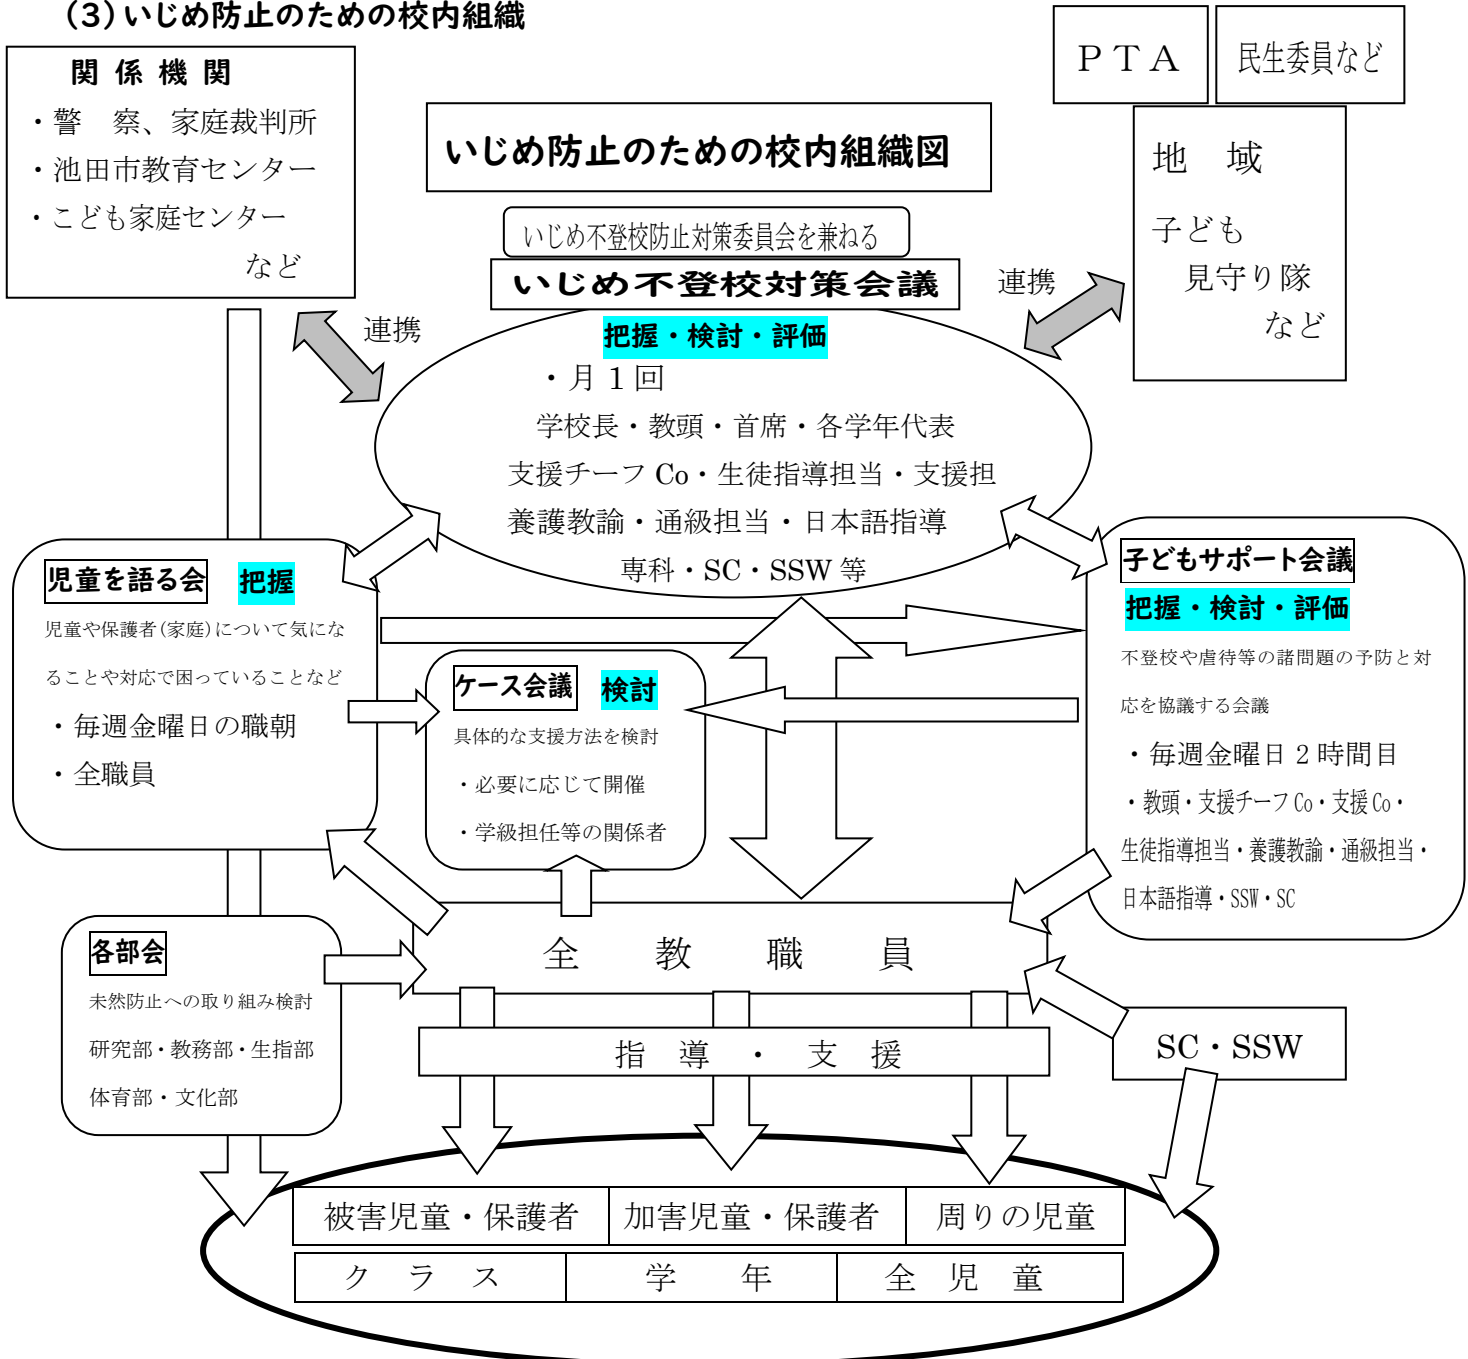 (3)いじめ防止のための校内組織
関係機関
・警　察、家庭裁判所
・池田市教育センター
・こども家庭センター
など
いじめ防止のための校内組織図
PTA
民生委員など
地　域
子ども
見守り隊
など
いじめ不登校防止対策委員会を兼ねる
いじめ不登校対策会議
連携
連携
把握・検討・評価
・月1回
学校長・教頭・首席・各学年代表
支援チーフCo・生徒指導担当・支援担
養護教諭・通級担当・日本語指導
専科・SC・SSW等
児童を語る会　把握
児童や保護者(家庭)について気にな
ることや対応で困っていることなど
・毎週金曜日の職朝
・全職員
ケース会議　検討
具体的な支援方法を検討
・必要に応じて開催
・学級担任等の関係者
子どもサポート会議
把握・検討・評価
不登校や虐待等の諸問題の予防と対
応を協議する会議
・毎週金曜日2時間目
・教頭・支援チーフCo・支援Co・
生徒指導担当・養護教諭・通級担当・
日本語指導・SSW・SC
各部会
未然防止への取り組み検討
研究部・教務部・生指部
体育部・文化部
全　教　職　員
指　導　・　支　援
SC・SSW
被害児童・保護者　加害児童・保護者　周りの児童
ク　ラ　ス　学　年　全　児　童